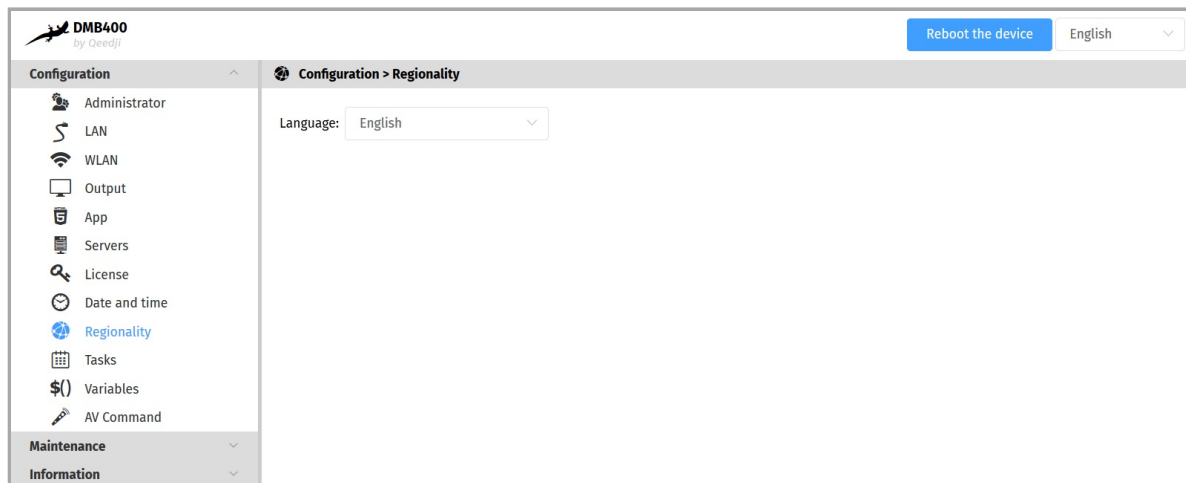 DMB400
by Qeedji
Reboot the device
English
Configuration
Configuration > Regionality
Administrator
LAN
WLAN
Output
App
Servers
License
Date and time
Regionality
Tasks
$() Variables
AV Command
Maintenance
Information
Language: English